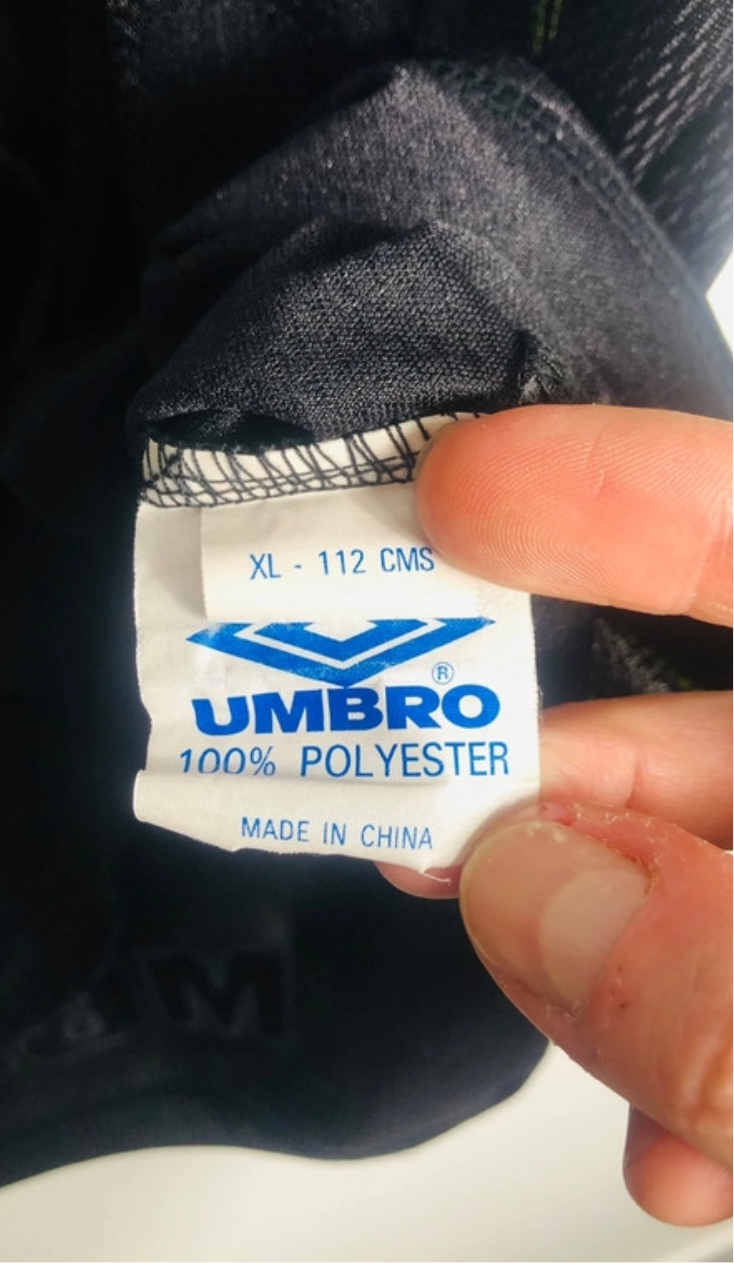 XL - 112 CMS
®
UMBRO
100% POLYESTER
MADE IN CHINA